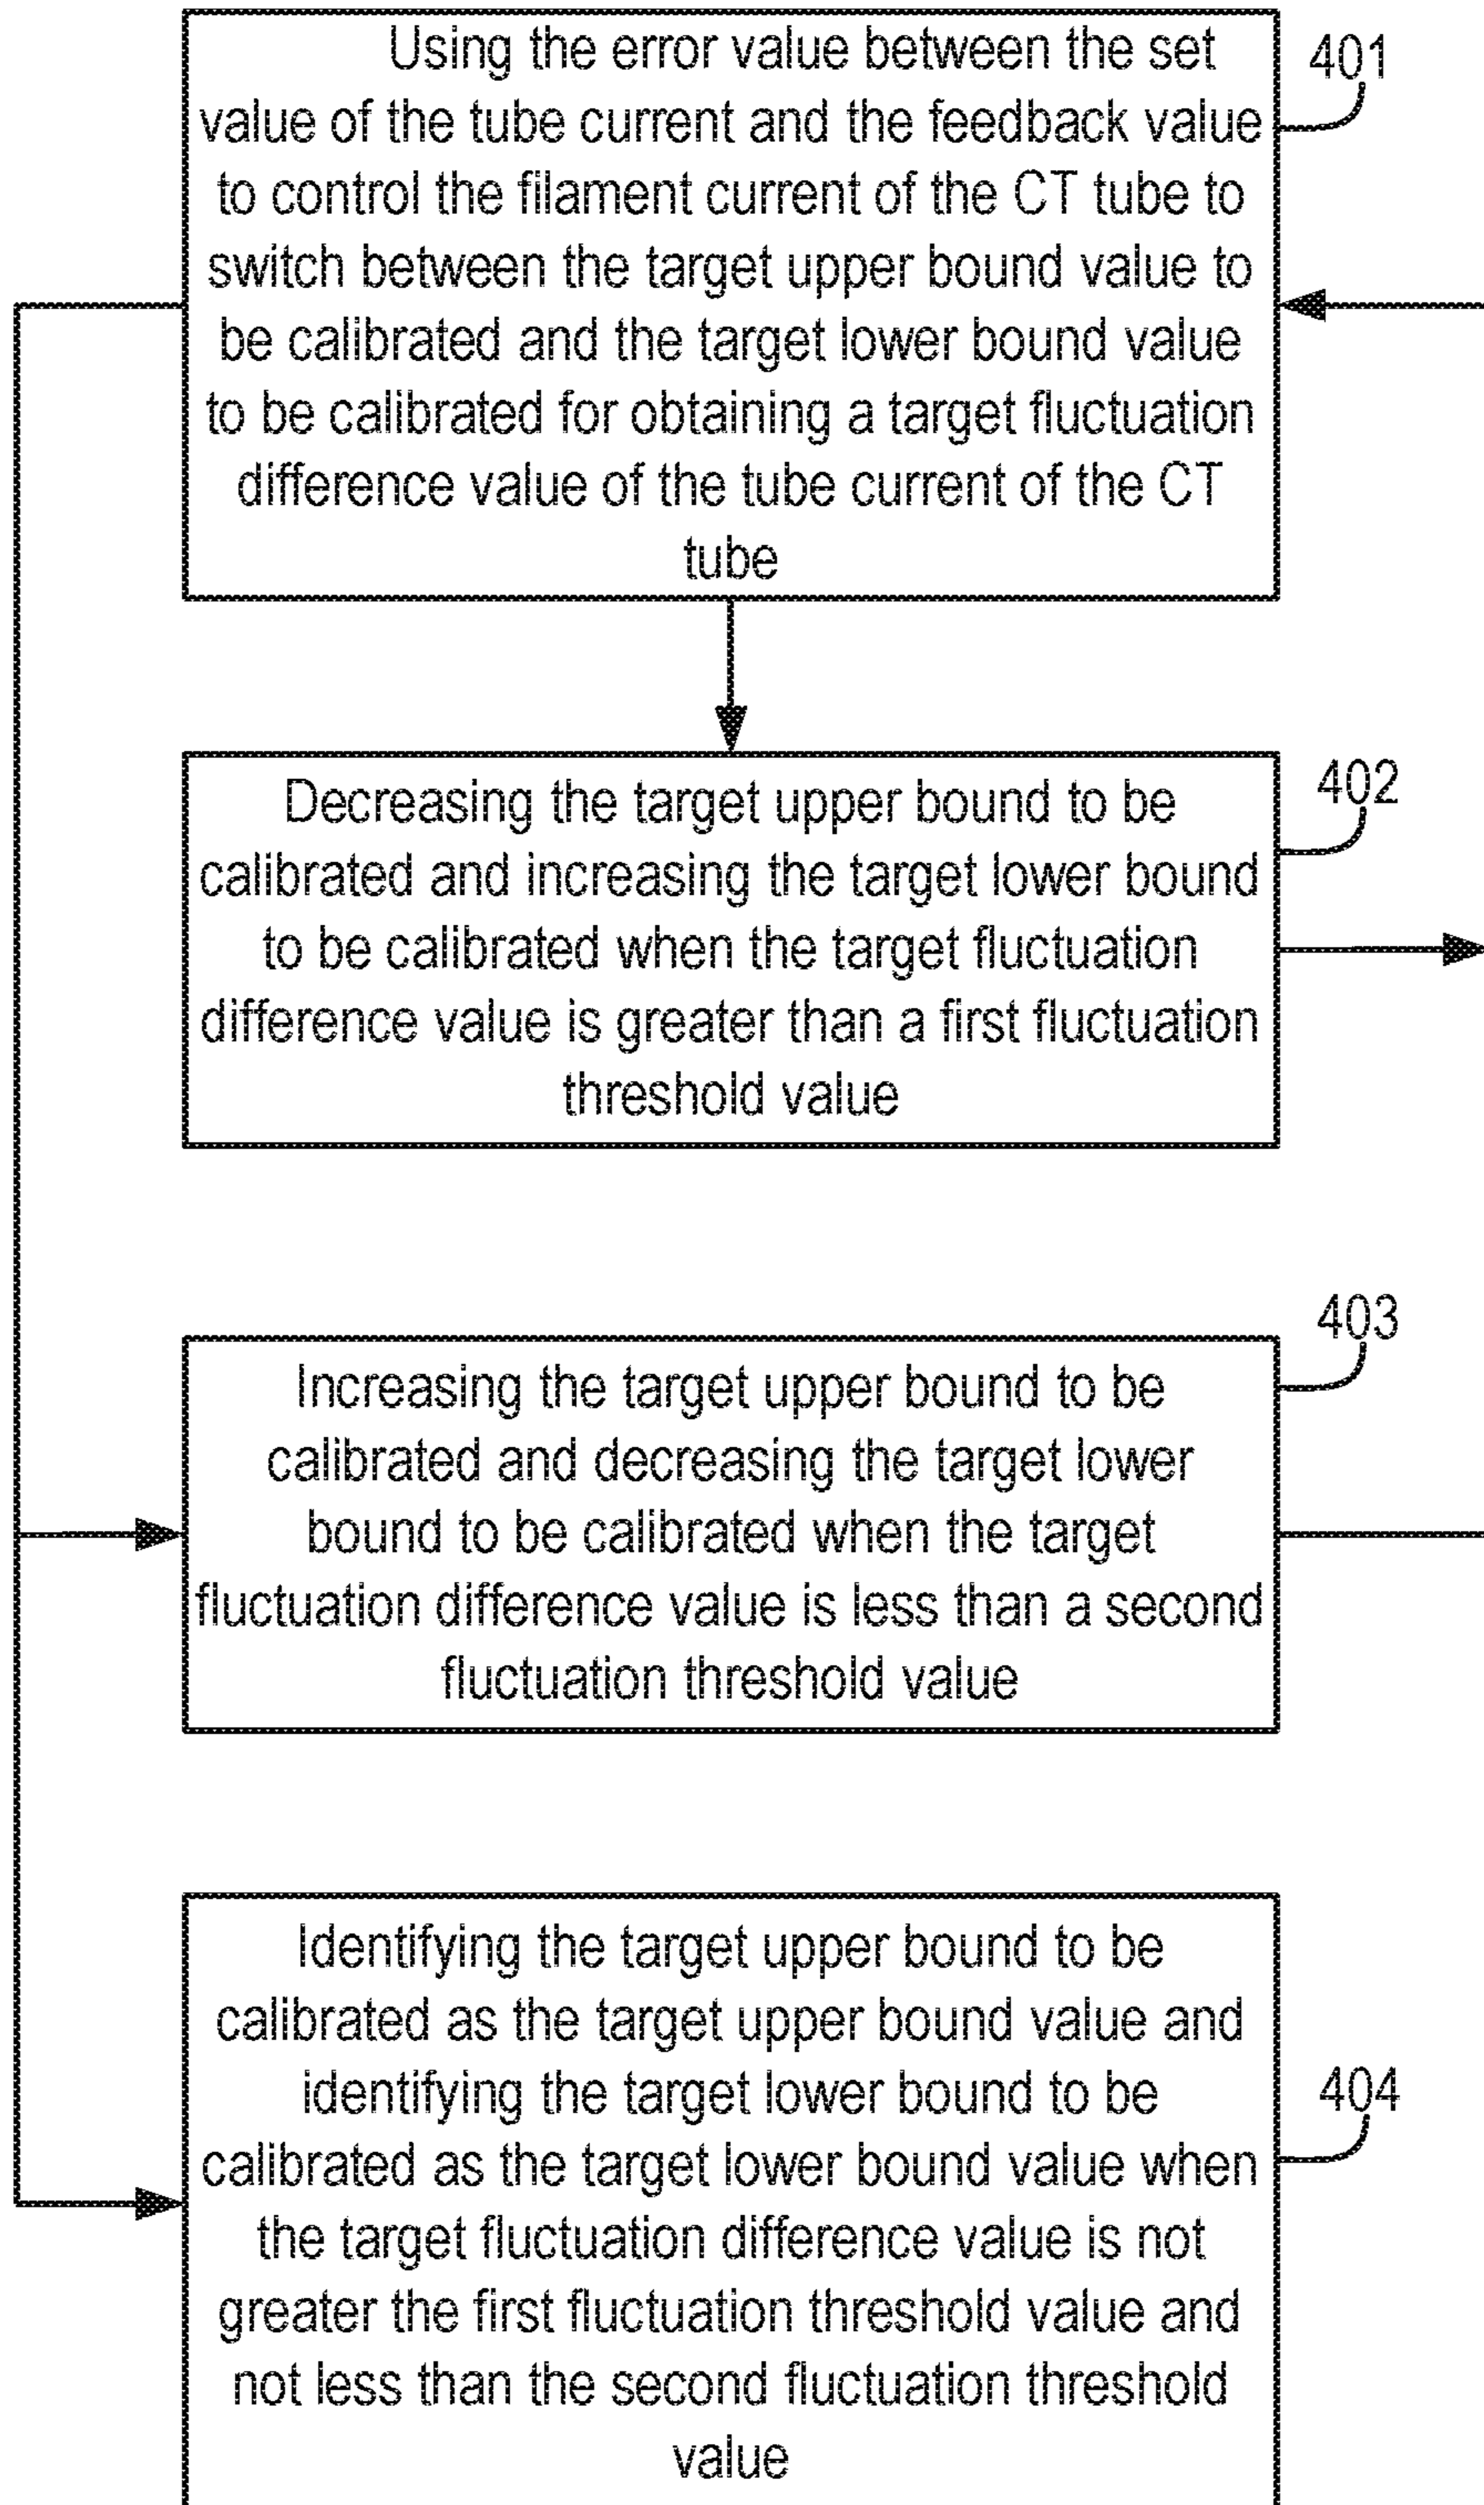 Using the error value between the set
value of the tube current and the feedback value
to control the filament current of the CT tube to
switch between the target upper bound value to
be calibrated and the target lower bound value
to be calibrated for obtaining a target fluctuation
difference value of the tube current of the CT
tube
401
Decreasing the target upper bound to be
calibrated and increasing the target lower bound
to be calibrated when the target fluctuation
difference value is greater than a first fluctuation
threshold value
402
Increasing the target upper bound to be
calibrated and decreasing the target lower
bound to be calibrated when the target
fluctuation difference value is less than a second
fluctuation threshold value
403
Identifying the target upper bound to be
calibrated as the target upper bound value and
identifying the target lower bound to be
calibrated as the target lower bound value when
the target fluctuation difference value is not
greater the first fluctuation threshold value and
not less than the second fluctuation threshold
value
404